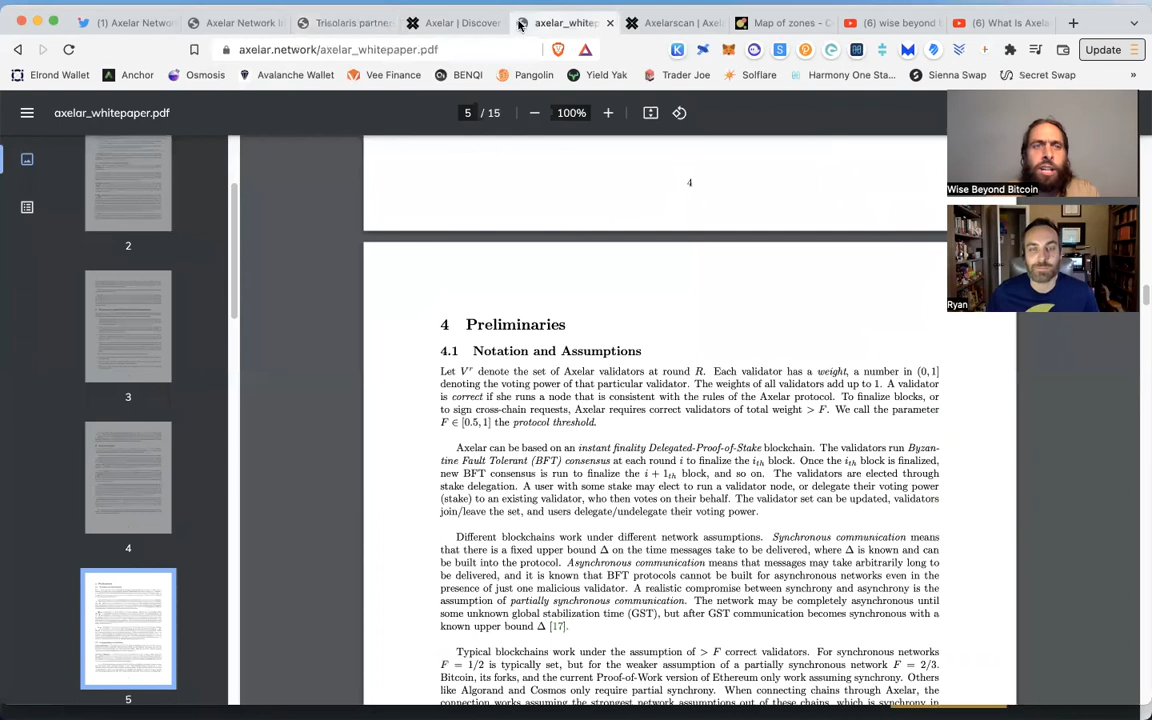 (1) Axelar Netwo
Axelar Network i
Trisolaris partner
Axelar | Discover
axelar_whitep
Axelarscan | Axel
Map of zones - C
(6) wise beyond
(6) What Is Axela
axelar.network/axelar_whitepaper.pdf
Update
Elrond Wallet
Anchor
Osmosis
Avalanche Wallet
Vee Finance
BENQI
Pangolin
Yield Yak
Trader Joe
Solflare
Harmony One Sta...
Sienna Swap
Secret Swap
»
axelar_whitepaper.pdf
5 / 15
100%
2
3
4
5
4
4 Preliminaries
4.1 Notation and Assumptions
Let V^r denote the set of Axelar validators at round R. Each validator has a weight, a number in (0, 1]
denoting the voting power of that particular validator. The weights of all validators add up to 1. A validator
is correct if she runs a node that is consistent with the rules of the Axelar protocol. To finalize blocks, or
to sign cross-chain requests, Axelar requires correct validators of total weight > F. We call the parameter
F ∈ [0.5, 1] the protocol threshold.
Axelar can be based on an instant finality Delegated-Proof-of-Stake blockchain. The validators run Byzan-
tine Fault Tolerant (BFT) consensus at each round i to finalize the i_th block. Once the i_th block is finalized,
new BFT consensus is run to finalize the i + 1_th block, and so on. The validators are elected through
stake delegation. A user with some stake may elect to run a validator node, or delegate their voting power
(stake) to an existing validator, who then votes on their behalf. The validator set can be updated, validators
join/leave the set, and users delegate/undelegate their voting power.
Different blockchains work under different network assumptions. Synchronous communication means
that there is a fixed upper bound Δ on the time messages take to be delivered, where Δ is known and can
be built into the protocol. Asynchronous communication means that messages may take arbitrarily long to
be delivered, and it is known that BFT protocols cannot be built for asynchronous networks even in the
presence of just one malicious validator. A realistic compromise between synchrony and asynchrony is the
assumption of partially synchronous communication. The network may be completely asynchronous until
some unknown global stabilization time (GST), but after GST communication becomes synchronous with a
known upper bound Δ [17].
Typical blockchains work under the assumption of > F correct validators. For synchronous networks
F = 1/2 is typically set, but for the weaker assumption of a partially synchronous network F = 2/3.
Bitcoin, its forks, and the current Proof-of-Work version of Ethereum only work assuming synchrony. Others
like Algorand and Cosmos only require partial synchrony. When connecting chains through Axelar, the
connection works assuming the strongest network assumptions out of these chains, which is synchrony in
Wise Beyond Bitcoin
Ryan